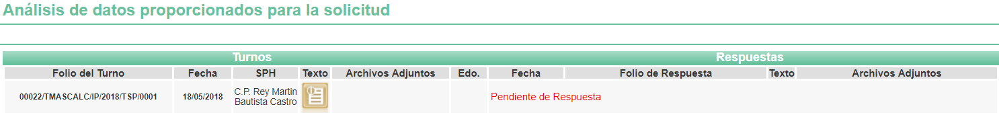 Análisis de datos proporcionados para la solicitud
Turnos Respuestas
Folio del Turno Fecha SPH Texto Archivos Adjuntos Edo. Fecha Folio de Respuesta Texto Archivos Adjuntos
00022/TMASCALC/IP/2018/TSP/0001 18/05/2018 C.P. Rey Martin Bautista Castro Pendiente de Respuesta